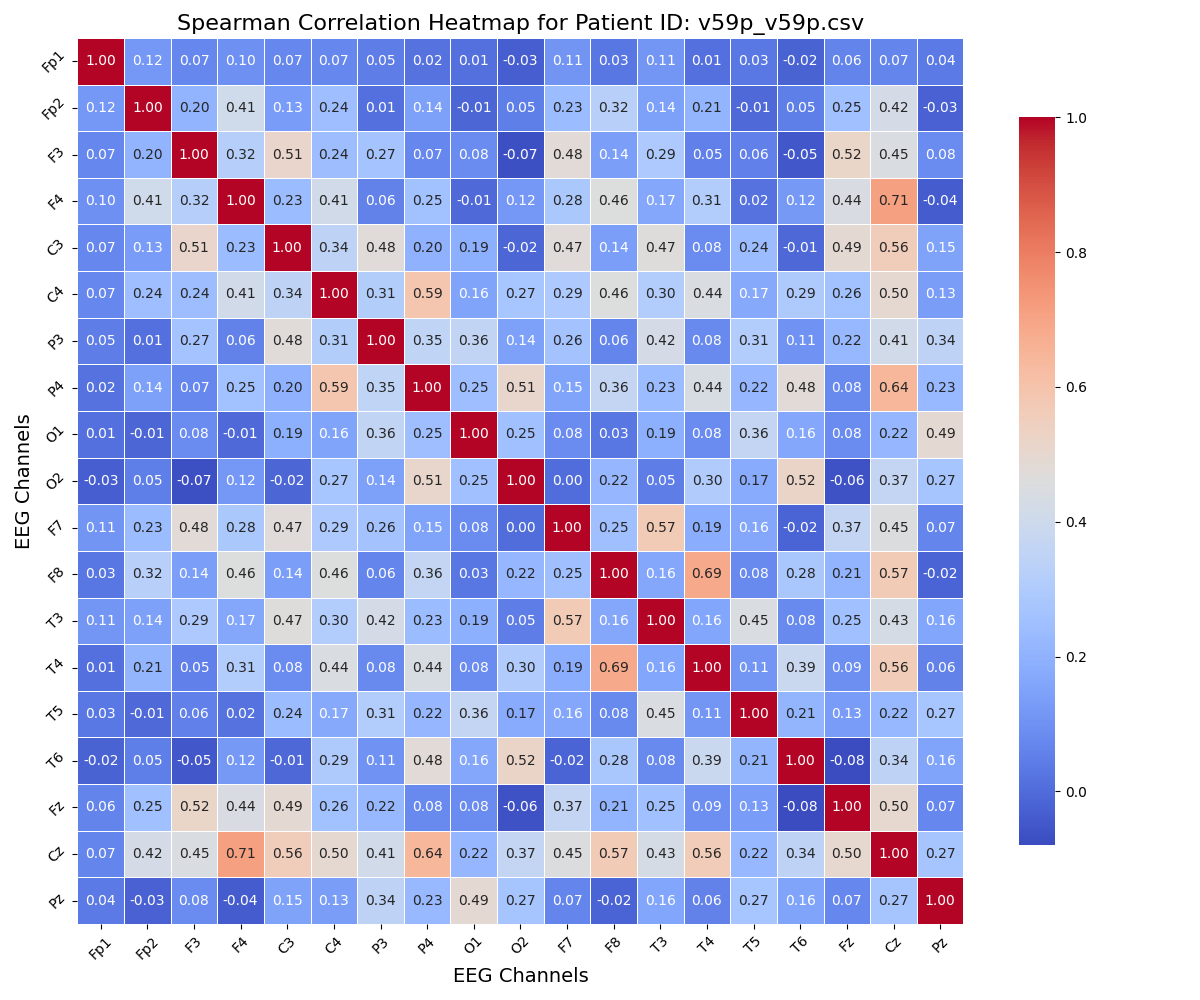 Spearman Correlation Heatmap for Patient ID: v59p_v59p.csv
Fp1 1.00 0.12 0.07 0.10 0.07 0.07 0.05 0.02 0.01 -0.03 0.11 0.03 0.11 0.01 0.03 -0.02 0.06 0.07 0.04
Fp2 0.12 1.00 0.20 0.41 0.13 0.24 0.01 0.14 -0.01 0.05 0.23 0.32 0.14 0.21 -0.01 0.05 0.25 0.42 -0.03
F3 0.07 0.20 1.00 0.32 0.51 0.24 0.27 0.07 0.08 -0.07 0.48 0.14 0.29 0.05 0.06 -0.05 0.52 0.45 0.08
F4 0.10 0.41 0.32 1.00 0.23 0.41 0.06 0.25 -0.01 0.12 0.28 0.46 0.17 0.31 0.02 0.12 0.44 0.71 -0.04
C3 0.07 0.13 0.51 0.23 1.00 0.34 0.48 0.20 0.19 -0.02 0.47 0.14 0.47 0.08 0.24 -0.01 0.49 0.56 0.15
C4 0.07 0.24 0.24 0.41 0.34 1.00 0.31 0.59 0.16 0.27 0.29 0.46 0.30 0.44 0.17 0.29 0.26 0.50 0.13
P3 0.05 0.01 0.27 0.06 0.48 0.31 1.00 0.35 0.36 0.14 0.26 0.06 0.42 0.08 0.31 0.11 0.22 0.41 0.34
P4 0.02 0.14 0.07 0.25 0.20 0.59 0.35 1.00 0.25 0.51 0.15 0.36 0.23 0.44 0.22 0.48 0.08 0.64 0.23
O1 0.01 -0.01 0.08 -0.01 0.19 0.16 0.36 0.25 1.00 0.25 0.08 0.03 0.19 0.08 0.36 0.16 0.08 0.22 0.49
O2 -0.03 0.05 -0.07 0.12 -0.02 0.27 0.14 0.51 0.25 1.00 0.00 0.22 0.05 0.30 0.17 0.52 -0.06 0.37 0.27
F7 0.11 0.23 0.48 0.28 0.47 0.29 0.26 0.15 0.08 0.00 1.00 0.25 0.57 0.19 0.16 -0.02 0.37 0.45 0.07
F8 0.03 0.32 0.14 0.46 0.14 0.46 0.06 0.36 0.03 0.22 0.25 1.00 0.16 0.69 0.08 0.28 0.21 0.57 -0.02
T3 0.11 0.14 0.29 0.17 0.47 0.30 0.42 0.23 0.19 0.05 0.57 0.16 1.00 0.16 0.45 0.08 0.25 0.43 0.16
T4 0.01 0.21 0.05 0.31 0.08 0.44 0.08 0.44 0.08 0.30 0.19 0.69 0.16 1.00 0.11 0.39 0.09 0.56 0.06
T5 0.03 -0.01 0.06 0.02 0.24 0.17 0.31 0.22 0.36 0.17 0.16 0.08 0.45 0.11 1.00 0.21 0.13 0.22 0.27
T6 -0.02 0.05 -0.05 0.12 -0.01 0.29 0.11 0.48 0.16 0.52 -0.02 0.28 0.08 0.39 0.21 1.00 -0.08 0.34 0.16
Fz 0.06 0.25 0.52 0.44 0.49 0.26 0.22 0.08 0.08 -0.06 0.37 0.21 0.25 0.09 0.13 -0.08 1.00 0.50 0.07
Cz 0.07 0.42 0.45 0.71 0.56 0.50 0.41 0.64 0.22 0.37 0.45 0.57 0.43 0.56 0.22 0.34 0.50 1.00 0.27
Pz 0.04 -0.03 0.08 -0.04 0.15 0.13 0.34 0.23 0.49 0.27 0.07 -0.02 0.16 0.06 0.27 0.16 0.07 0.27 1.00
Fp1 Fp2 F3 F4 C3 C4 P3 P4 O1 O2 F7 F8 T3 T4 T5 T6 Fz Cz Pz
EEG Channels
EEG Channels
1.0
0.8
0.6
0.4
0.2
0.0